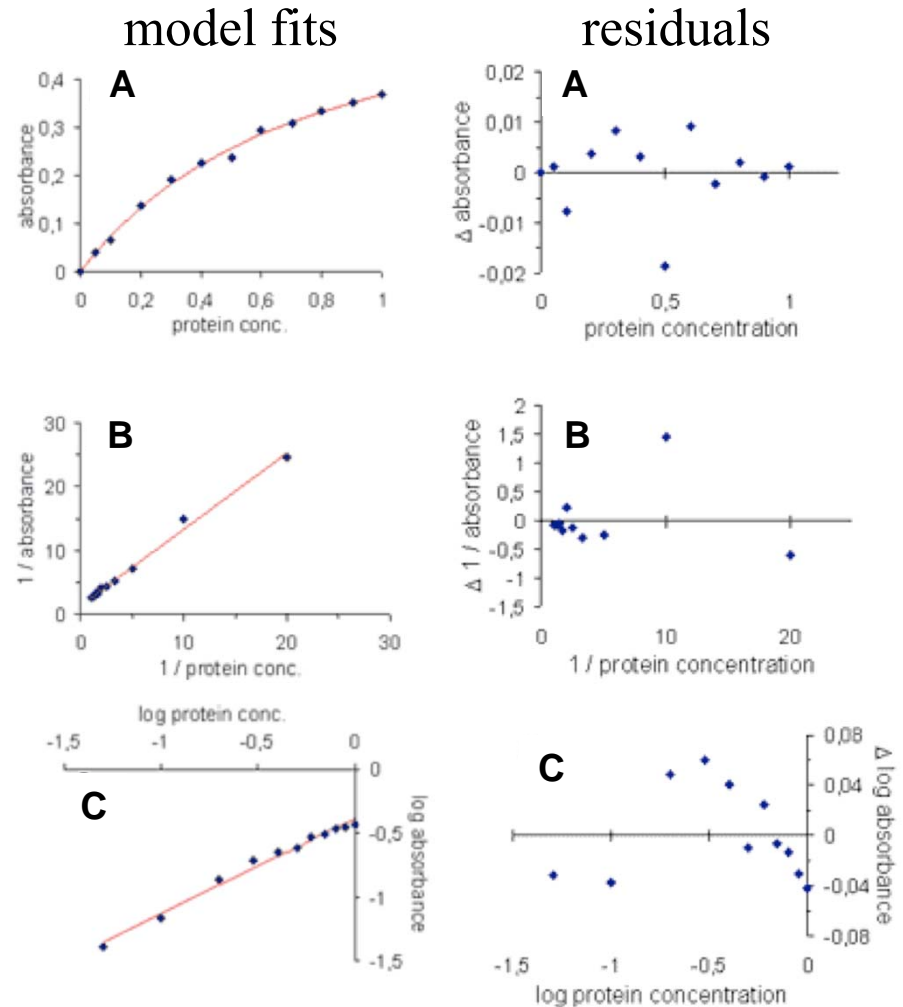 model fits
residuals
A
0,4
0,3
0,2
0,1
0
absorbance
0
0,2
0,4
0,6
0,8
1
protein conc.
A
0,02
0,01
0
-0,01
-0,02
Δ absorbance
0
0,5
1
protein concentration
B
30
20
10
0
1 / absorbance
0
10
20
30
1 / protein conc.
B
2
1,5
1
0,5
0
-0,5
-1
-1,5
Δ 1 / absorbance
0
10
20
1 / protein concentration
log protein conc.
-1,5
-1
-0,5
0
C
0
-0,5
-1
-1,5
log absorbance
C
0,08
0,04
0
-0,04
-0,08
Δ log absorbance
-1,5
-1
-0,5
0
log protein concentration